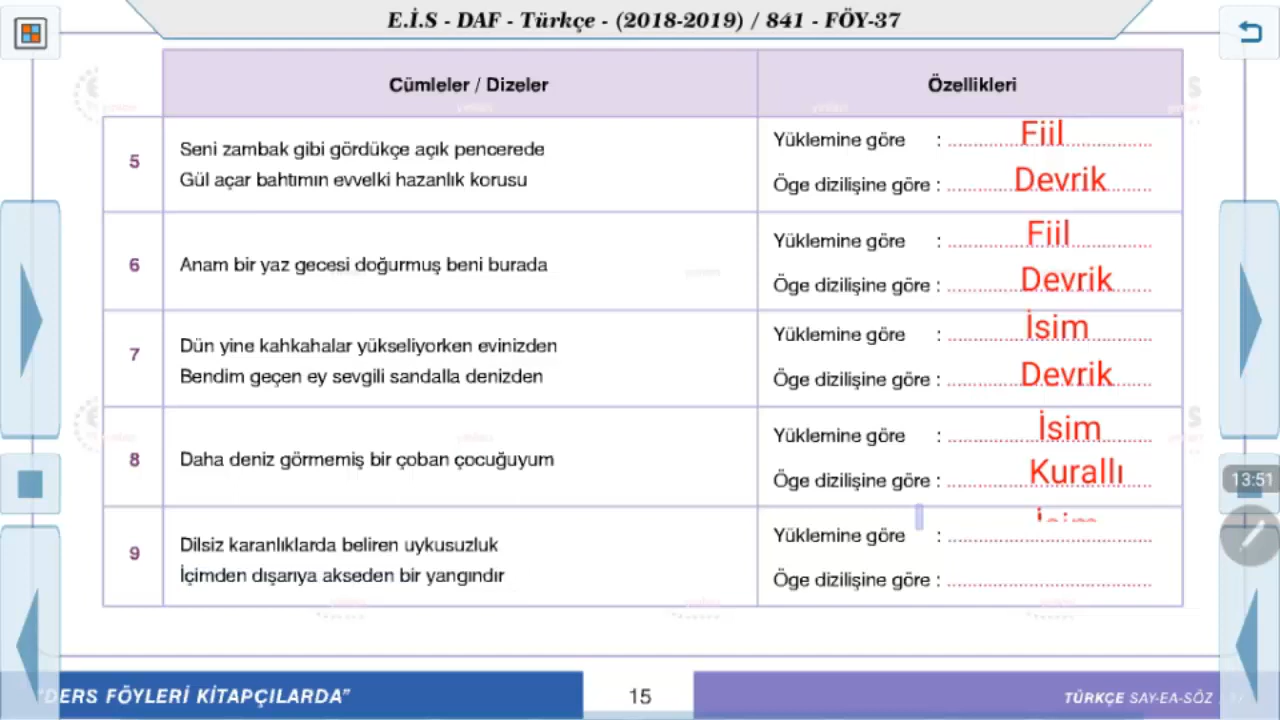 E.İ.S - DAF - Türkçe - (2018-2019) / 841 - FÖY-37
Cümleler / Dizeler
Özellikleri
5
Seni zambak gibi gördükçe açık pencerede
Gül açar bahtımın evvelki hazanlık korusu
Yüklemine göre : Fiil
Öge dizilişine göre : Devrik
6
Anam bir yaz gecesi doğurmuş beni burada
Yüklemine göre : Fiil
Öge dizilişine göre : Devrik
7
Dün yine kahkahalar yükseliyorken evinizden
Bendim geçen ey sevgili sandalla denizden
Yüklemine göre : İsim
Öge dizilişine göre : Devrik
8
Daha deniz görmemiş bir çoban çocuğuyum
Yüklemine göre : İsim
Öge dizilişine göre : Kurallı
9
Dilsiz karanlıklarda beliren uykusuzluk
İçimden dışarıya akseden bir yangındır
Yüklemine göre :
Öge dizilişine göre :
13:51
"DERS FÖYLERİ KİTAPÇILARDA"
15
TÜRKÇE SAY-EA-SÖZ